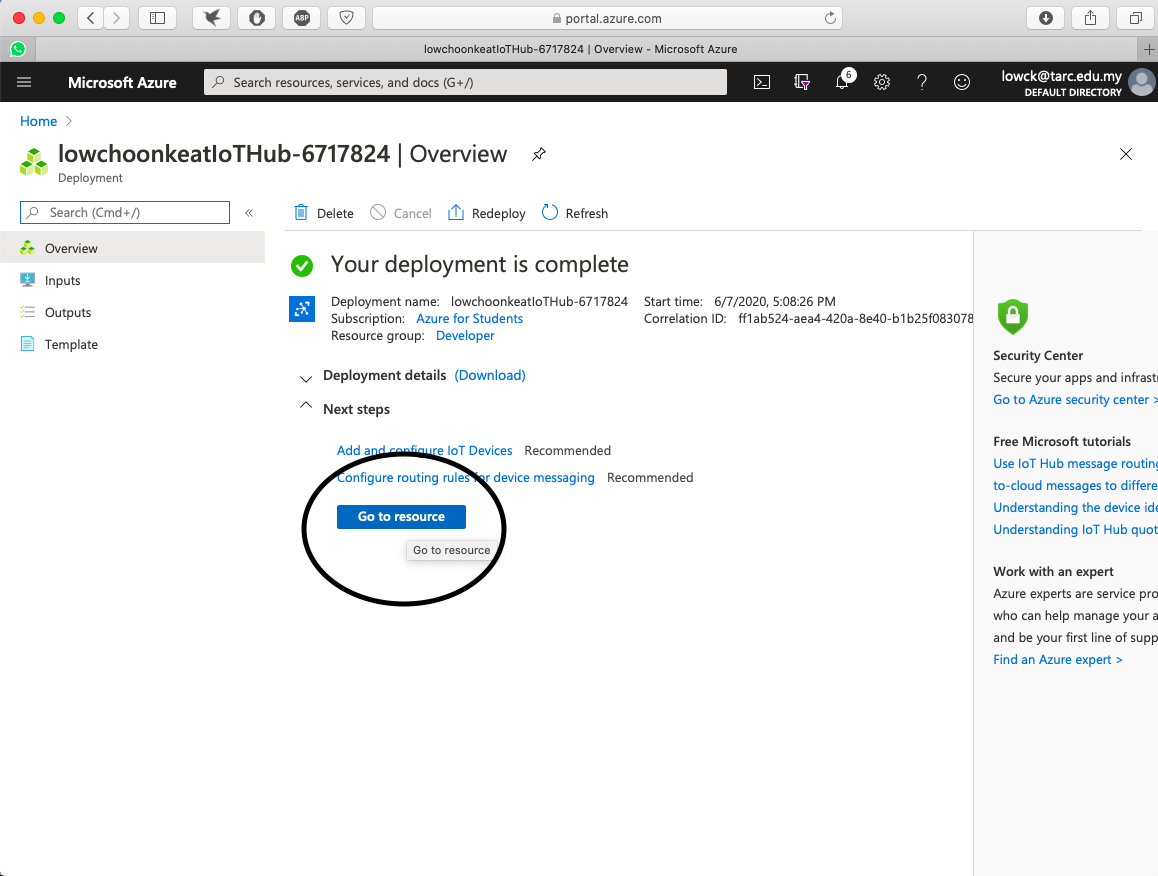 portal.azure.com
lowchoonkeatIoTHub-6717824 | Overview - Microsoft Azure
Microsoft Azure
Search resources, services, and docs (G+/)
6
lowck@tarc.edu.my
DEFAULT DIRECTORY
Home
lowchoonkeatIoTHub-6717824 | Overview
Deployment
Search (Cmd+/)
«
Delete
Cancel
Redeploy
Refresh
Overview
Inputs
Outputs
Template
Your deployment is complete
Deployment name: lowchoonkeatIoTHub-6717824
Subscription: Azure for Students
Resource group: Developer
Start time: 6/7/2020, 5:08:26 PM
Correlation ID: ff1ab524-aea4-420a-8e40-b1b25f083078
Deployment details (Download)
Next steps
Add and configure IoT Devices Recommended
Configure routing rules for device messaging Recommended
Go to resource
Go to resource
Security Center
Secure your apps and infrast
Go to Azure security center >
Free Microsoft tutorials
Use IoT Hub message routing
to-cloud messages to differe
Understanding the device ide
Understanding IoT Hub quot
Work with an expert
Azure experts are service pro
who can help manage your a
and be your first line of supp
Find an Azure expert >
ABP